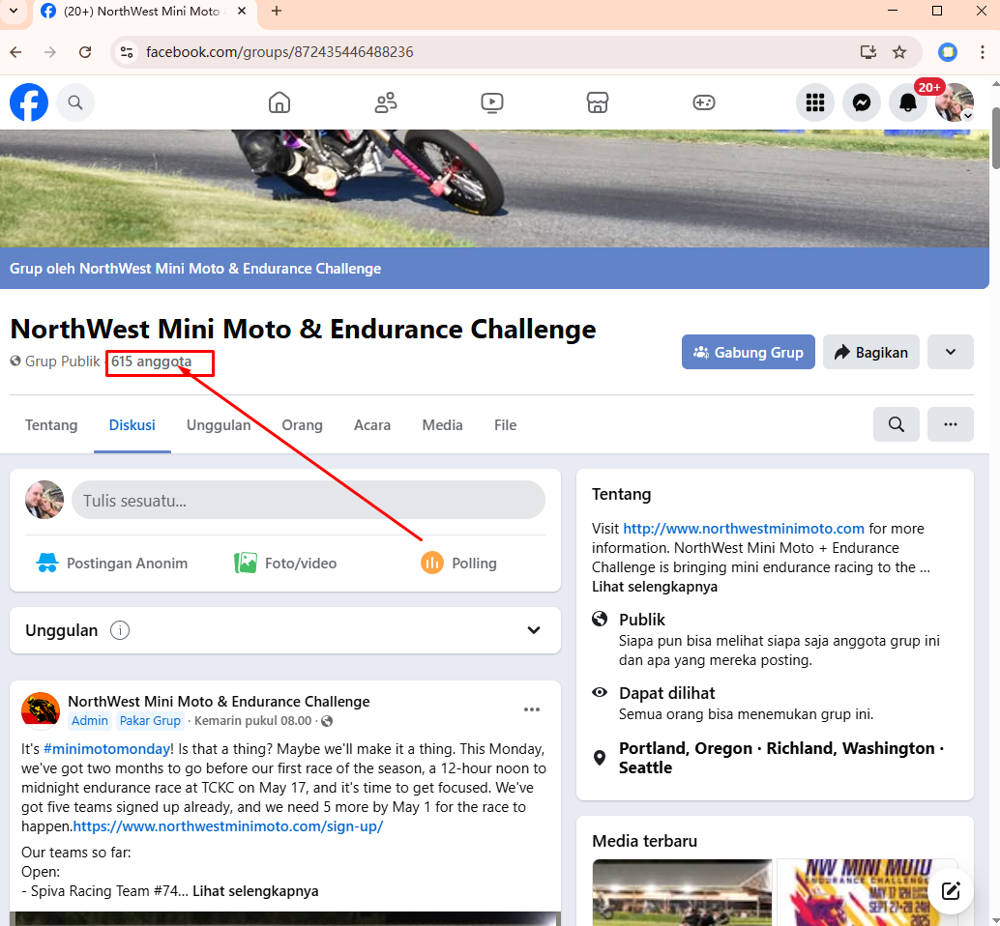 (20+) NorthWest Mini Moto
facebook.com/groups/872435446488236
20+
Grup oleh NorthWest Mini Moto & Endurance Challenge
NorthWest Mini Moto & Endurance Challenge
Grup Publik · 615 anggota
Gabung Grup
Bagikan
Tentang
Diskusi
Unggulan
Orang
Acara
Media
File
Tulis sesuatu...
Postingan Anonim
Foto/video
Polling
Unggulan
NorthWest Mini Moto & Endurance Challenge
Admin Pakar Grup · Kemarin pukul 08.00 ·
It's #minimotomonday! Is that a thing? Maybe we'll make it a thing. This Monday,
we've got two months to go before our first race of the season, a 12-hour noon to
midnight endurance race at TCKC on May 17, and it's time to get focused. We've
got five teams signed up already, and we need 5 more by May 1 for the race to
happen.https://www.northwestminimoto.com/sign-up/
Our teams so far:
Open:
- Spiva Racing Team #74... Lihat selengkapnya
Tentang
Visit http://www.northwestminimoto.com for more
information. NorthWest Mini Moto + Endurance
Challenge is bringing mini endurance racing to the ...
Lihat selengkapnya
Publik
Siapa pun bisa melihat siapa saja anggota grup ini
dan apa yang mereka posting.
Dapat dilihat
Semua orang bisa menemukan grup ini.
Portland, Oregon · Richland, Washington ·
Seattle
Media terbaru
NW MINI MOTO
ENDURANCE CHALLENGE
MAY 17 12H
SEPT 27-28 24H
2025